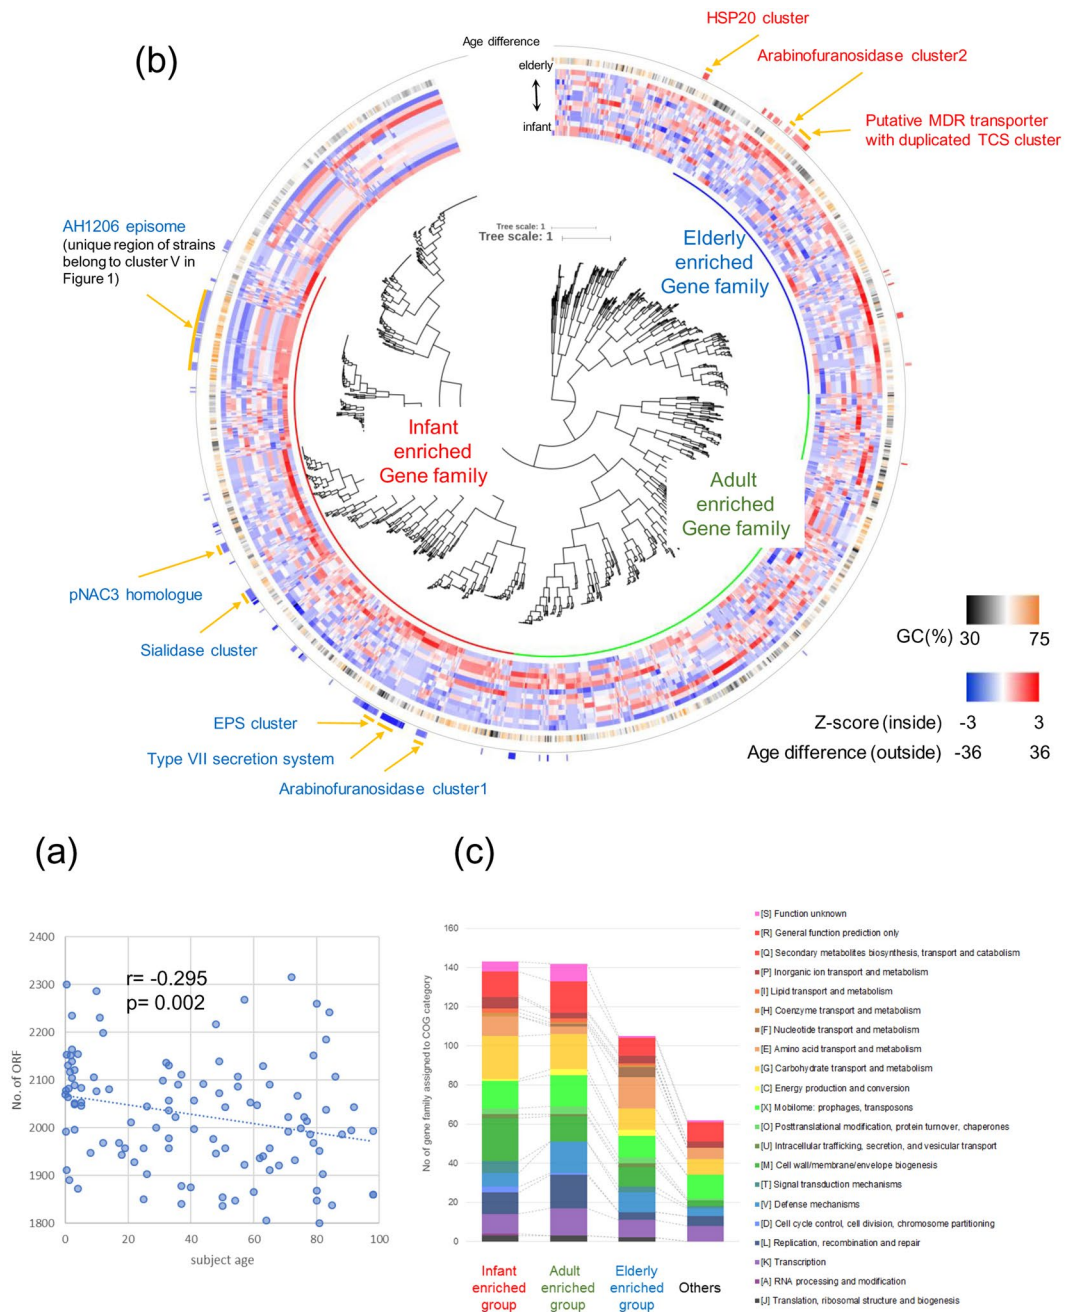 (b)
Age difference
elderly
infant
HSP20 cluster
Arabinofuranosidase cluster2
Putative MDR transporter
with duplicated TCS cluster
AH1206 episome
(unique region of strains
belong to cluster V in
Figure 1)
Tree scale: 1
Tree scale: 1
Elderly
enriched
Gene family
Infant
enriched
Gene family
Adult
enriched
Gene family
pNAC3 homologue
Sialidase cluster
EPS cluster
Type VII secretion system
Arabinofuranosidase cluster1
GC(%)
30 75
Z-score (inside) -3 3
Age difference (outside) -36 36
(a)
r= -0.295
p= 0.002
No. of ORF
2400
2300
2200
2100
2000
1900
1800
0 20 40 60 80 100
subject age
(c)
No of gene family assigned to COG category
160
140
120
100
80
60
40
20
0
Infant
enriched
group
Adult
enriched
group
Elderly
enriched
group
Others
[S] Function unknown
[R] General function prediction only
[Q] Secondary metabolites biosynthesis, transport and catabolism
[P] Inorganic ion transport and metabolism
[I] Lipid transport and metabolism
[H] Coenzyme transport and metabolism
[F] Nucleotide transport and metabolism
[E] Amino acid transport and metabolism
[G] Carbohydrate transport and metabolism
[C] Energy production and conversion
[X] Mobilome: prophages, transposons
[O] Posttranslational modification, protein turnover, chaperones
[U] Intracellular trafficking, secretion, and vesicular transport
[M] Cell wall/membrane/envelope biogenesis
[T] Signal transduction mechanisms
[V] Defense mechanisms
[D] Cell cycle control, cell division, chromosome partitioning
[L] Replication, recombination and repair
[K] Transcription
[A] RNA processing and modification
[J] Translation, ribosomal structure and biogenesis